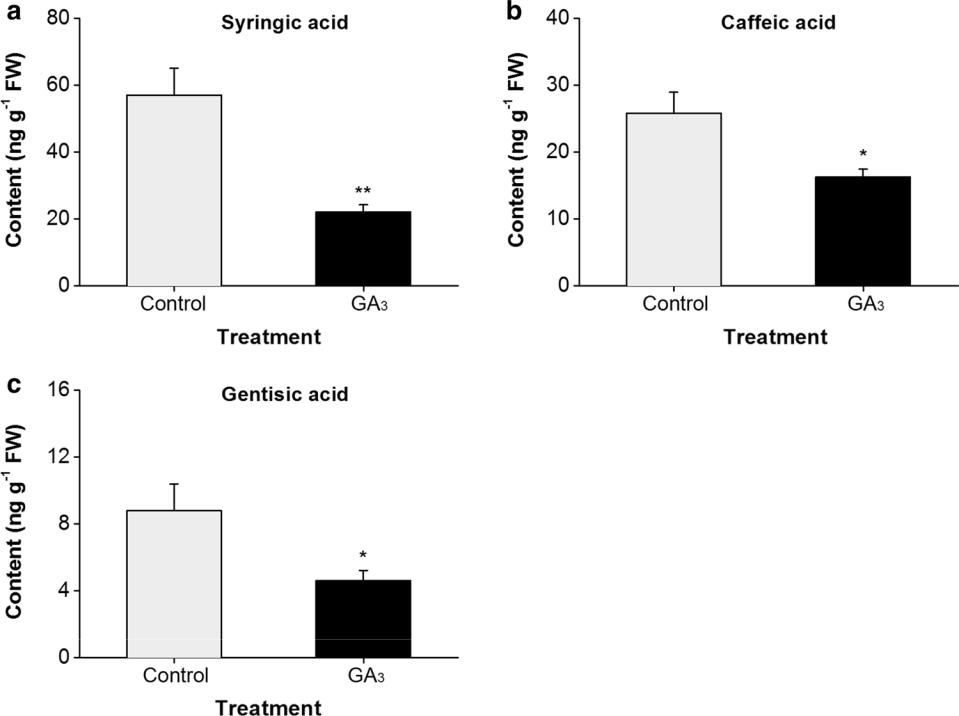 a
Syringic acid
Content (ng g⁻¹ FW)
80
60
40
20
0
**
Control
GA₃
Treatment
b
Caffeic acid
Content (ng g⁻¹ FW)
40
30
20
10
0
*
Control
GA₃
Treatment
c
Gentisic acid
Content (ng g⁻¹ FW)
16
12
8
4
0
*
Control
GA₃
Treatment